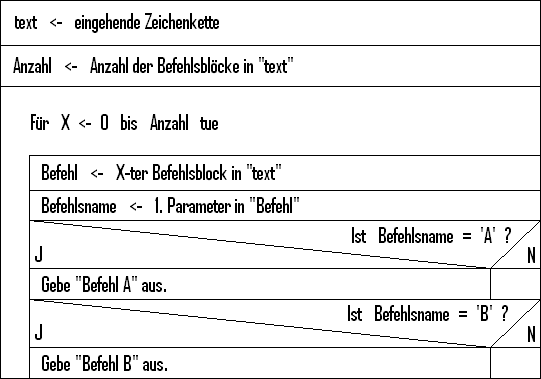 text <- eingehende Zeichenkette
Anzahl <- Anzahl der Befehlsblöcke in "text"
Für X <- 0 bis Anzahl tue
Befehl <- X-ter Befehlsblock in "text"
Befehlsname <- 1. Parameter in "Befehl"
Ist Befehlsname = 'A' ?
J N
Gebe "Befehl A" aus.
Ist Befehlsname = 'B' ?
J N
Gebe "Befehl B" aus.